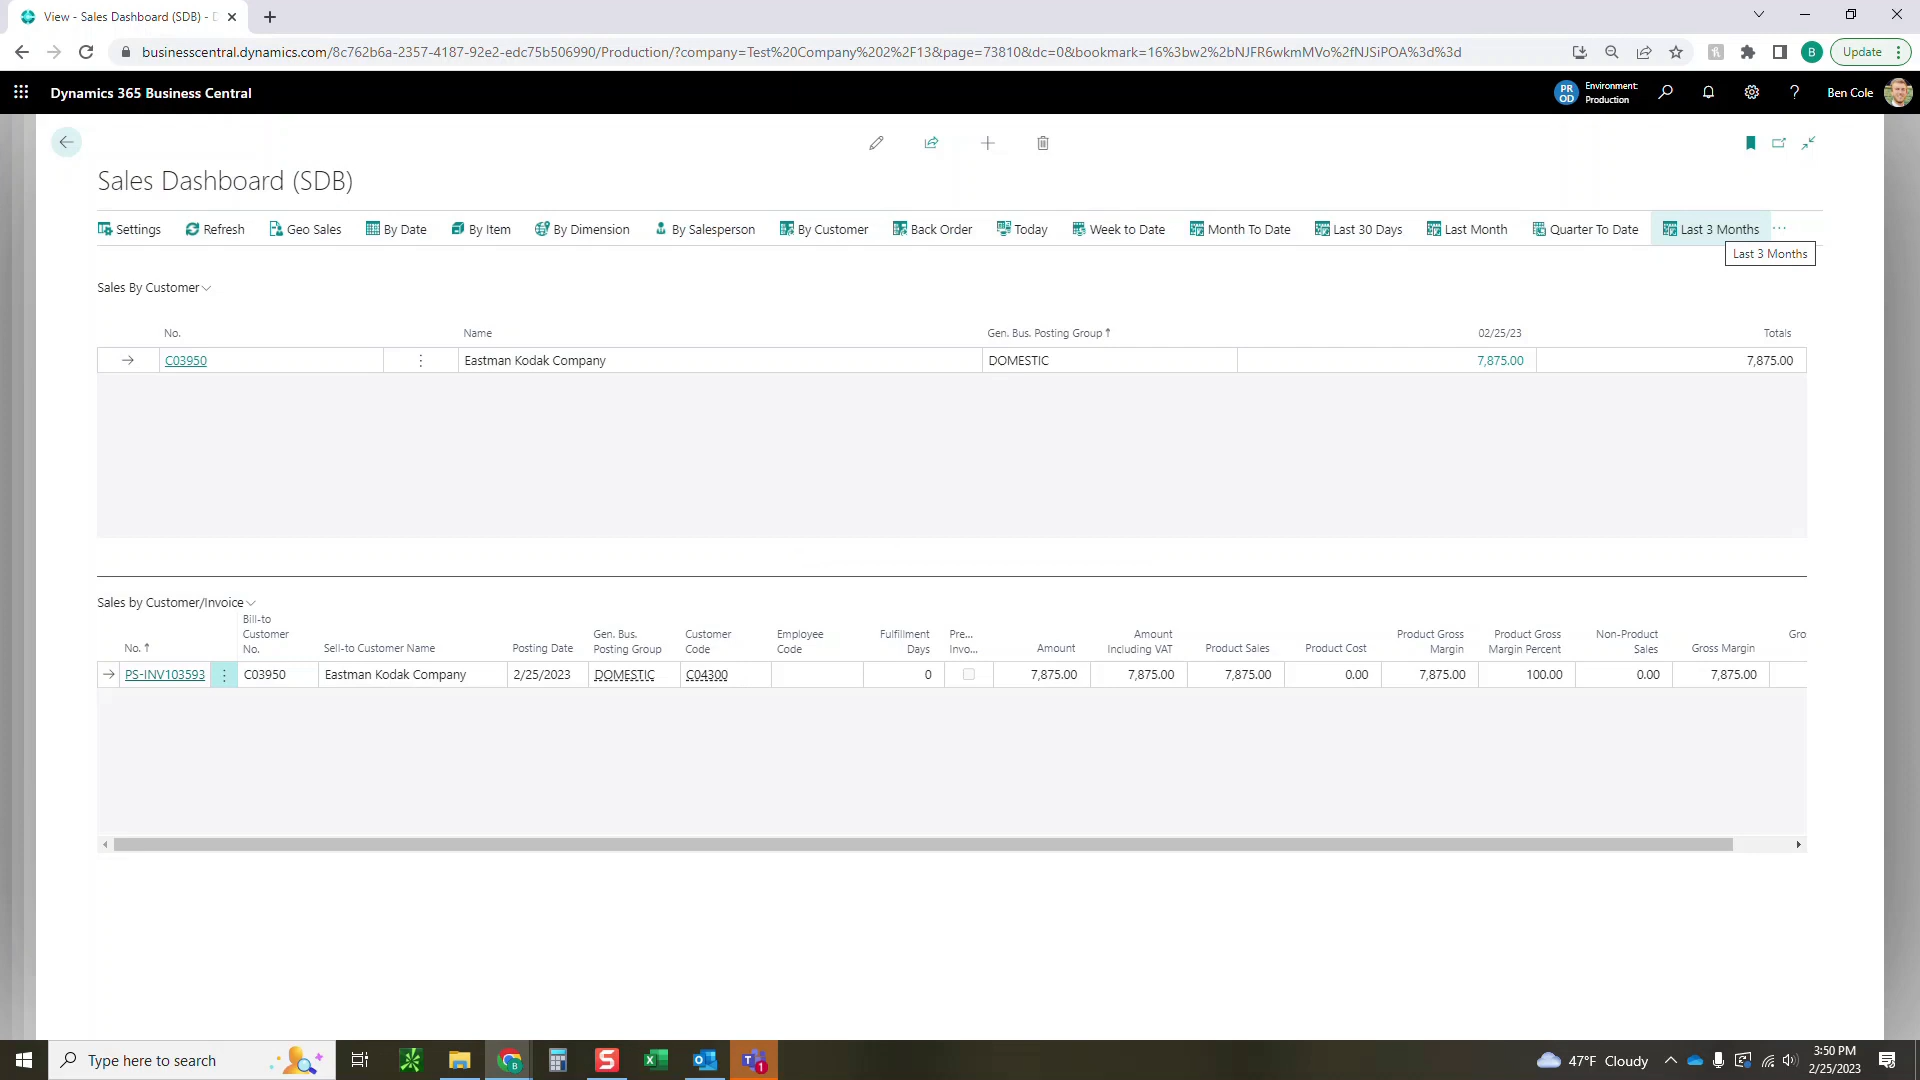 View - Sales Dashboard (SDB) -
businesscentral.dynamics.com/8c762b6a-2357-4187-92e2-edc75b506990/Production/?company=Test%20Company%202%2F13&page=73810&dc=0&bookmark=16%3bw2%2bNJFR6wkmMVo%2fNJSiPOA%3d%3d
B
Update
Dynamics 365 Business Central
PROD
Environment:
Production
?
Ben Cole
Sales Dashboard (SDB)
Settings Refresh Geo Sales By Date By Item By Dimension By Salesperson By Customer Back Order Today Week to Date Month To Date Last 30 Days Last Month Quarter To Date Last 3 Months ...
Last 3 Months
Sales By Customer
No. Name Gen. Bus. Posting Group ↑ 02/25/23 Totals
C03950 Eastman Kodak Company DOMESTIC 7,875.00 7,875.00
Sales by Customer/Invoice
No. ↑ Bill-to Customer No. Sell-to Customer Name Posting Date Gen. Bus. Posting Group Customer Code Employee Code Fulfillment Days Pre... Invo... Amount Amount Including VAT Product Sales Product Cost Product Gross Margin Product Gross Margin Percent Non-Product Sales Gross Margin Gro
PS-INV103593 C03950 Eastman Kodak Company 2/25/2023 DOMESTIC C04300 0 7,875.00 7,875.00 7,875.00 0.00 7,875.00 100.00 0.00 7,875.00
Type here to search
47°F Cloudy
3:50 PM
2/25/2023